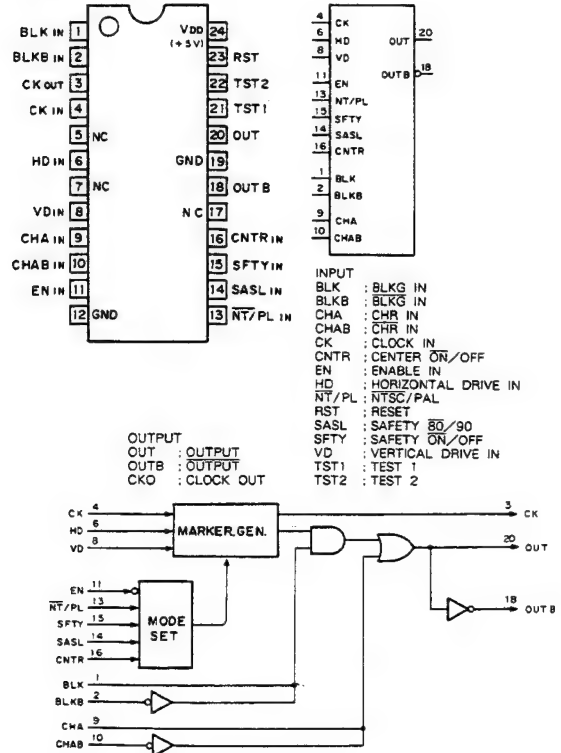 BLK IN 1
BLKB IN 2
CK OUT 3
CK IN 4
5 NC
HD IN 6
7 NC
VD IN 8
CHA IN 9
CHAB IN 10
EN IN 11
12 GND
VDD 24
(+5V)
23 RST
22 TST2
21 TST1
20 OUT
GND 19
18 OUT B
NC 17
16 CNTR IN
15 SFTY IN
14 SASL IN
13 NT/PL IN
4 CK
6 HD
8 VD
11 EN
13 NT/PL
15 SFTY
14 SASL
16 CNTR
1 BLK
2 BLKB
9 CHA
10 CHAB
OUT 20
OUT B 18
INPUT
BLK : BLKG IN
BLKB : BLKG IN
CHA : CHR IN
CHAB : CHR IN
CK : CLOCK IN
CNTR : CENTER ON/OFF
EN : ENABLE IN
HD : HORIZONTAL DRIVE IN
NT/PL : NTSC/PAL
RST : RESET
SASL : SAFETY 80/90
SFTY : SAFETY ON/OFF
VD : VERTICAL DRIVE IN
TST1 : TEST 1
TST2 : TEST 2
OUTPUT
OUT : OUTPUT
OUTB : OUTPUT
CKO : CLOCK OUT
CK 4
HD 6
VD 8
MARKER.GEN.
3 CK
20 OUT
18 OUT B
EN 11
NT/PL 13
SFTY 15
SASL 14
CNTR 16
MODE
SET
BLK 1
BLKB 2
CHA 9
CHAB 10